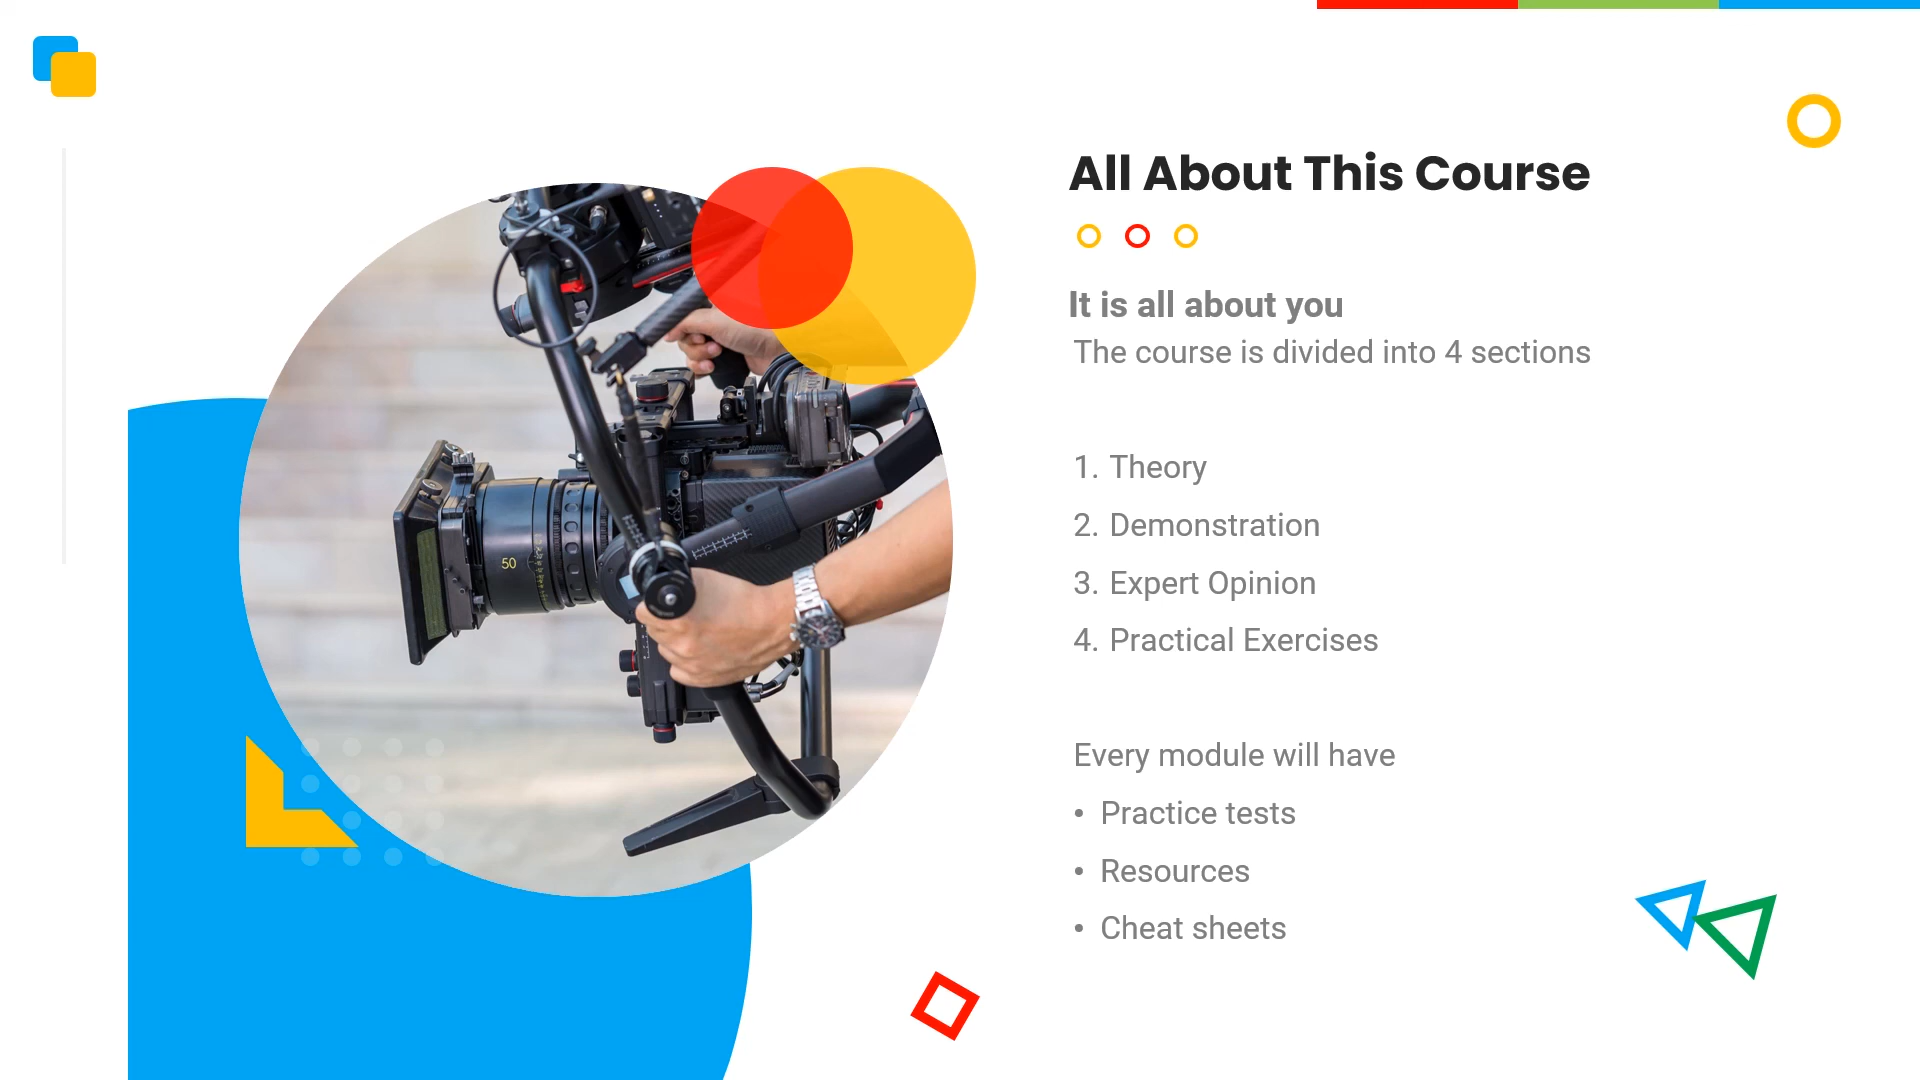 All About This Course
It is all about you
The course is divided into 4 sections
1. Theory
2. Demonstration
3. Expert Opinion
4. Practical Exercises
Every module will have
• Practice tests
• Resources
• Cheat sheets
50